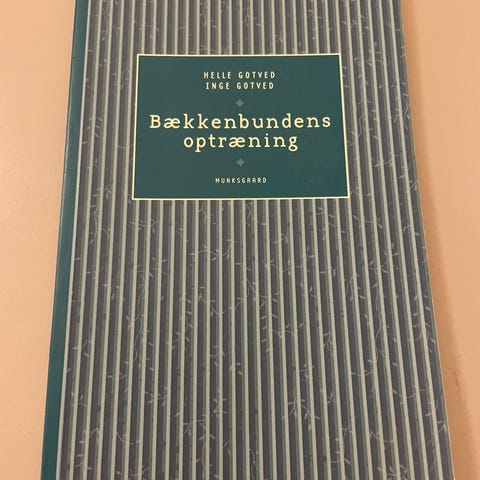 HELLE GOTVED
INGE GOTVED
Bækkenbundens
optræning
MUNKSGAARD